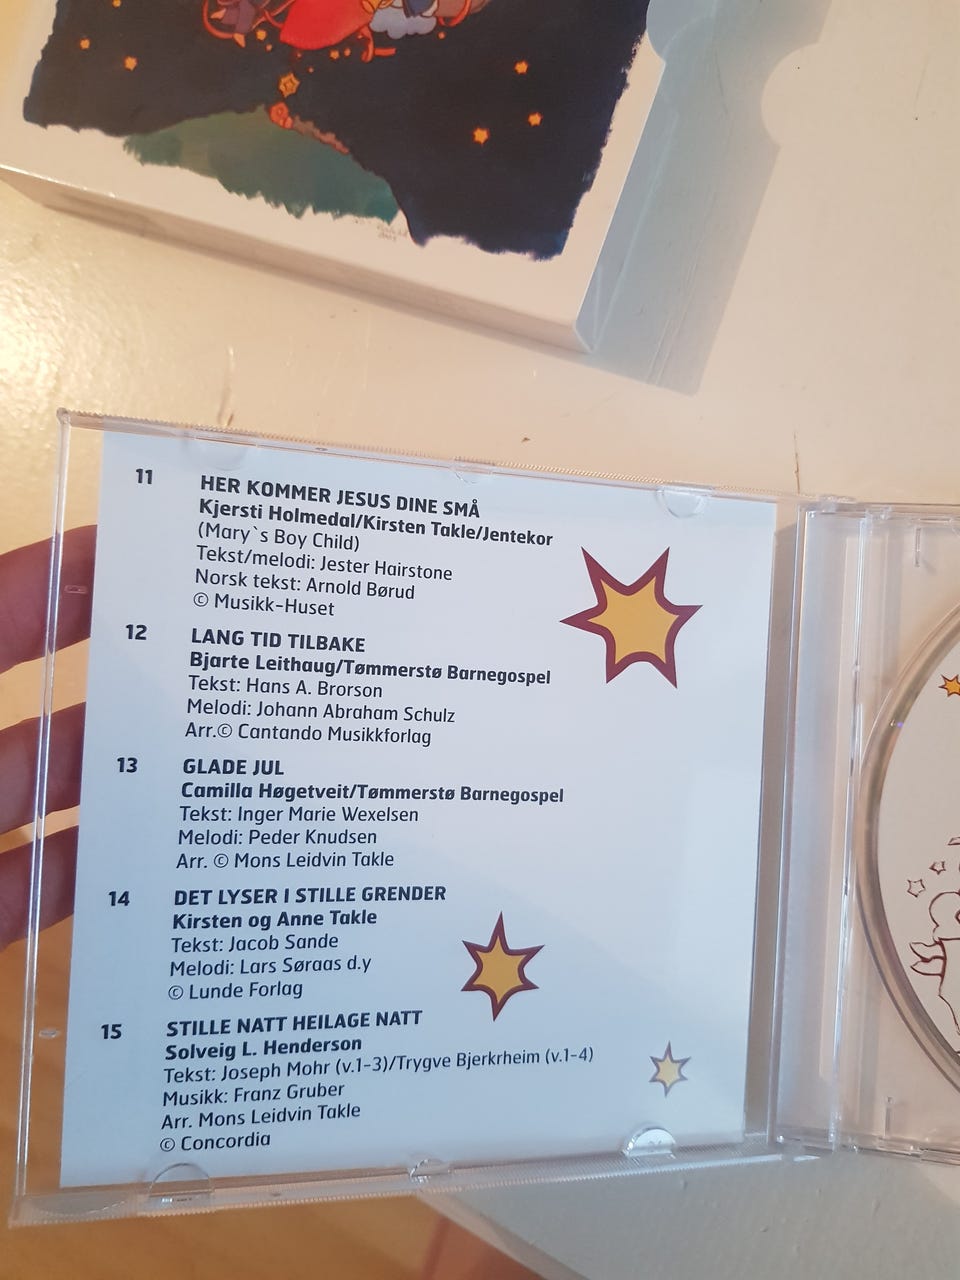 11
HER KOMMER JESUS DINE SMÅ
Kjersti Holmedal/Kirsten Takle/Jentekor
(Mary`s Boy Child)
Tekst/melodi: Jester Hairstone
Norsk tekst: Arnold Børud
© Musikk-Huset
12
LANG TID TILBAKE
Bjarte Leithaug/Tømmerstø Barnegospel
Tekst: Hans A. Brorson
Melodi: Johann Abraham Schulz
Arr.© Cantando Musikkforlag
13
GLADE JUL
Camilla Høgetveit/Tømmerstø Barnegospel
Tekst: Inger Marie Wexelsen
Melodi: Peder Knudsen
Arr. © Mons Leidvin Takle
14
DET LYSER I STILLE GRENDER
Kirsten og Anne Takle
Tekst: Jacob Sande
Melodi: Lars Søraas d.y
© Lunde Forlag
15
STILLE NATT HEILAGE NATT
Solveig L. Henderson
Tekst: Joseph Mohr (v.1-3)/Trygve Bjerkrheim (v.1-4)
Musikk: Franz Gruber
Arr. Mons Leidvin Takle
© Concordia